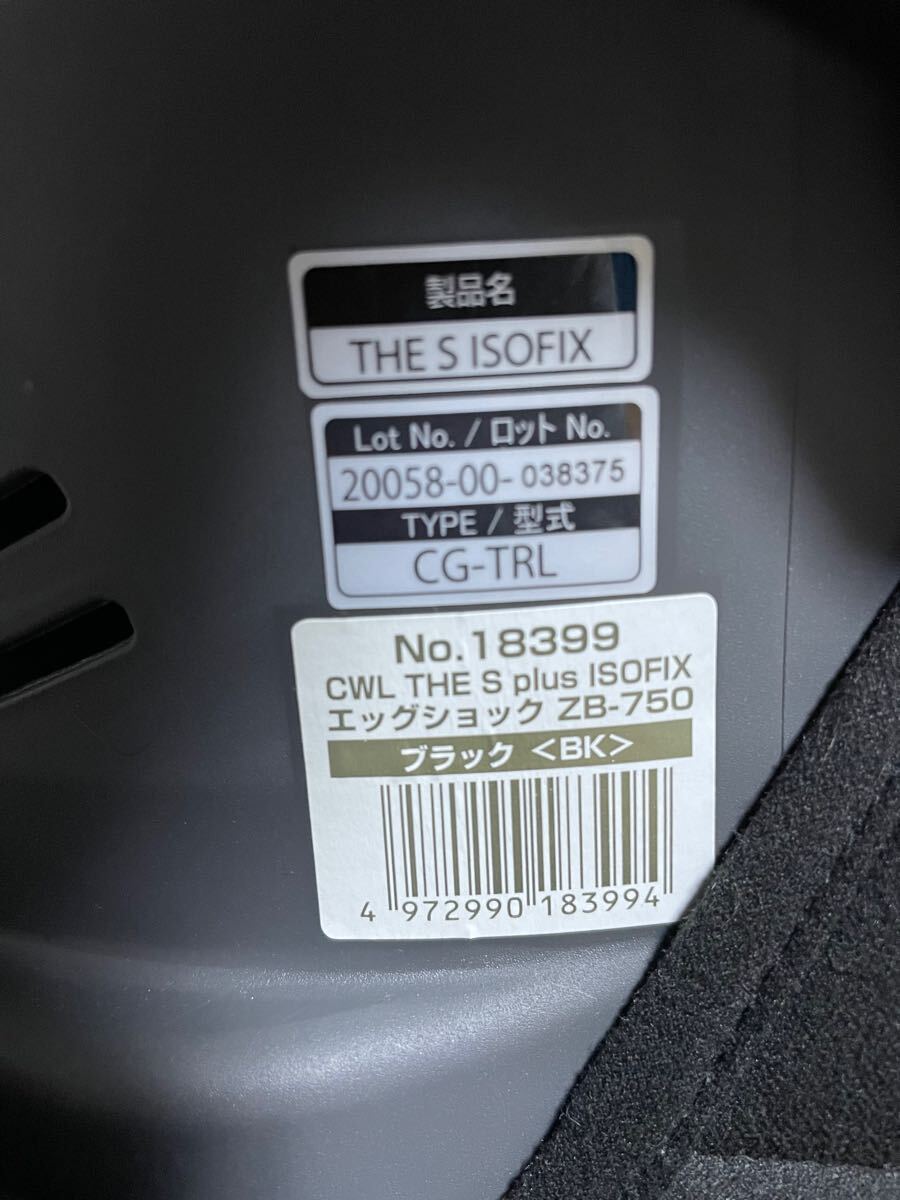 製品名
THE S ISOFIX
Lot No. / ロット No.
20058-00-038375
TYPE / 型式
CG-TRL
No.18399
CWL THE S plus ISOFIX
エッグショック ZB-750
ブラック <BK>
4 972990 183994